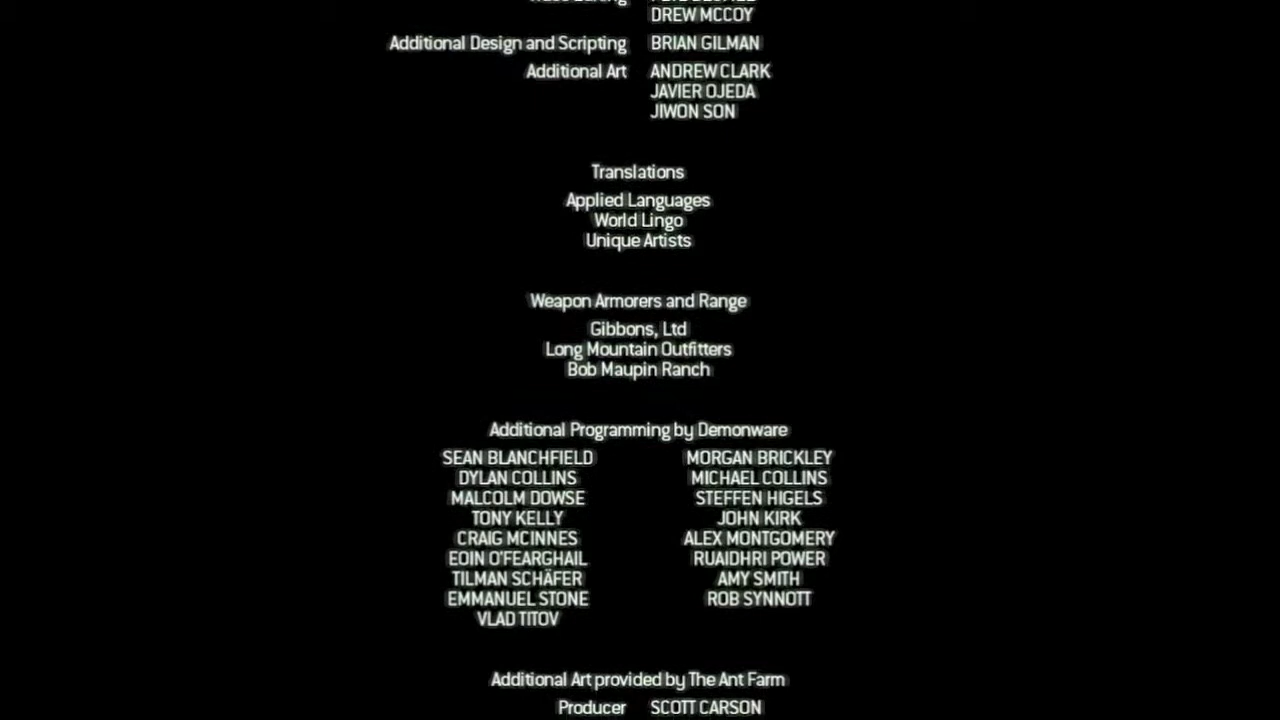 DREW MCCOY
Additional Design and Scripting BRIAN GILMAN
Additional Art ANDREW CLARK
JAVIER OJEDA
JIWON SON
Translations
Applied Languages
World Lingo
Unique Artists
Weapon Armorers and Range
Gibbons, Ltd
Long Mountain Outfitters
Bob Maupin Ranch
Additional Programming by Demonware
SEAN BLANCHFIELD MORGAN BRICKLEY
DYLAN COLLINS MICHAEL COLLINS
MALCOLM DOWSE STEFFEN HIGELS
TONY KELLY JOHN KIRK
CRAIG MCINNES ALEX MONTGOMERY
EOIN O'FEARGHAIL RUAIDHRI POWER
TILMAN SCHÄFER AMY SMITH
EMMANUEL STONE ROB SYNNOTT
VLAD TITOV
Additional Art provided by The Ant Farm
Producer SCOTT CARSON